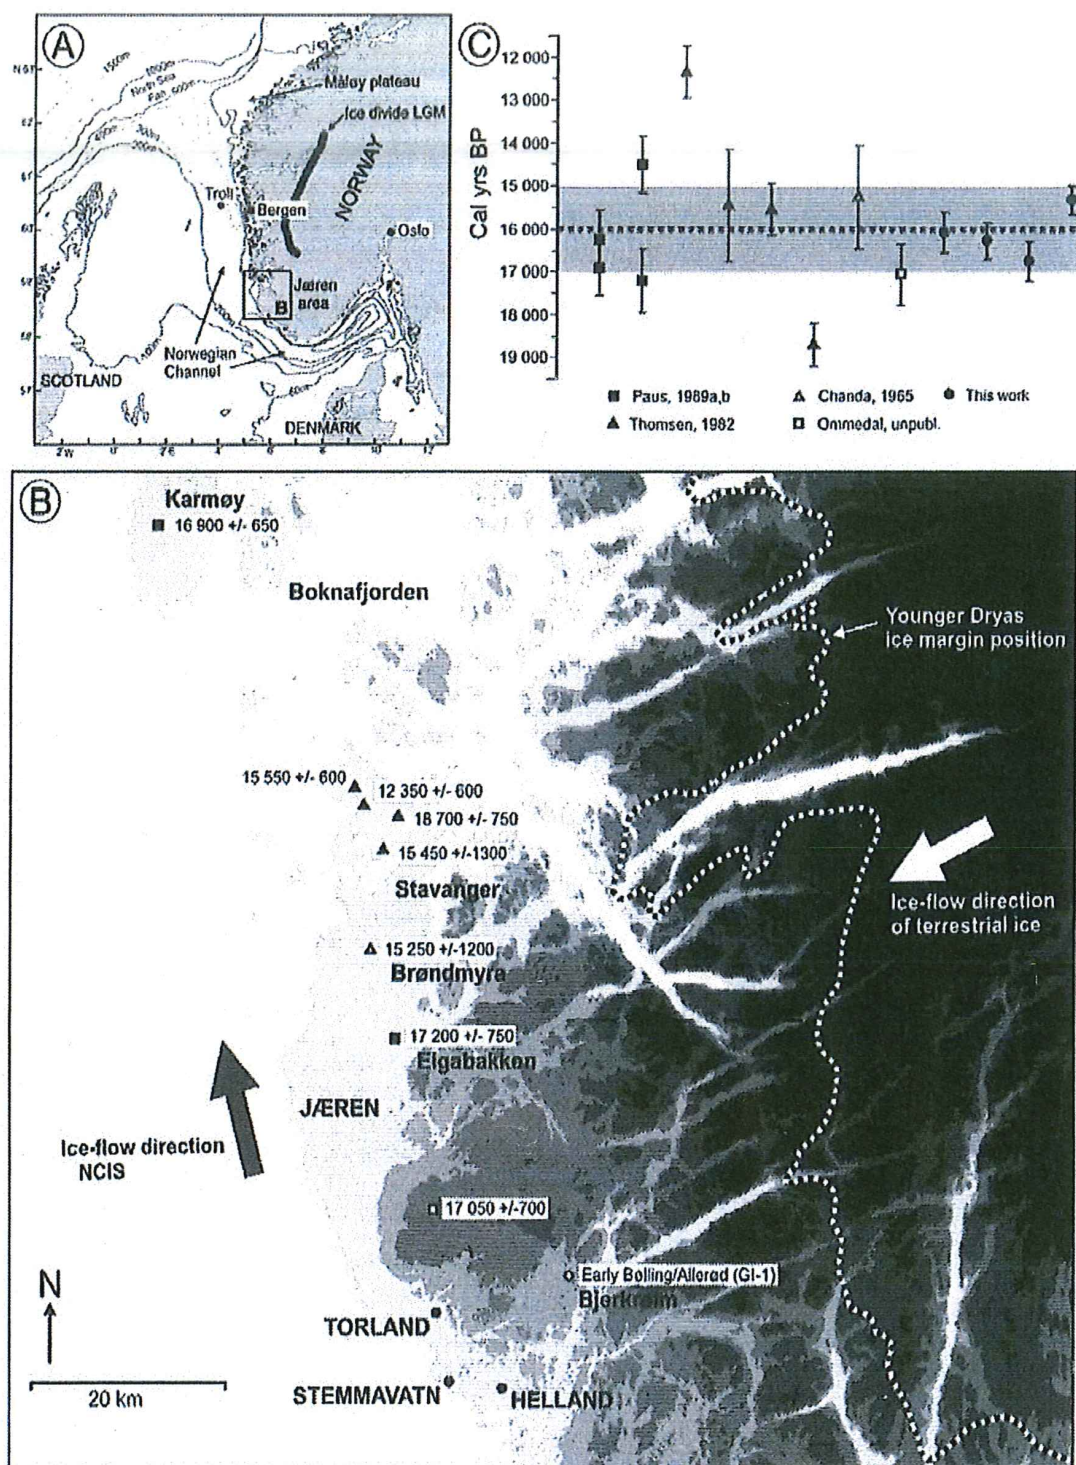 A
Måløy plateau
Ice divide LGM
NORWAY
North Sea
Fan
Troll
Bergen
Oslo
Jæren
area
B
Norwegian
Channel
SCOTLAND
DENMARK
C
Cal yrs BP
12 000
13 000
14 000
15 000
16 000
17 000
18 000
19 000
Paus, 1989a,b
Chanda, 1965
This work
Thomsen, 1982
Ommedal, unpubl.
B
Karmøy
16 900 +/- 650
Boknafjorden
Younger Dryas
ice margin position
15 550 +/- 600
12 350 +/- 600
18 700 +/- 750
15 450 +/-1300
Stavanger
Ice-flow direction
of terrestrial ice
15 250 +/-1200
Brøndmyra
17 200 +/- 750
Elgabakken
JÆREN
Ice-flow direction
NCIS
17 050 +/-700
N
Early Bølling/Allerød (GI-1)
Bjerkreim
TORLAND
20 km
STEMMAVATN
HELLAND